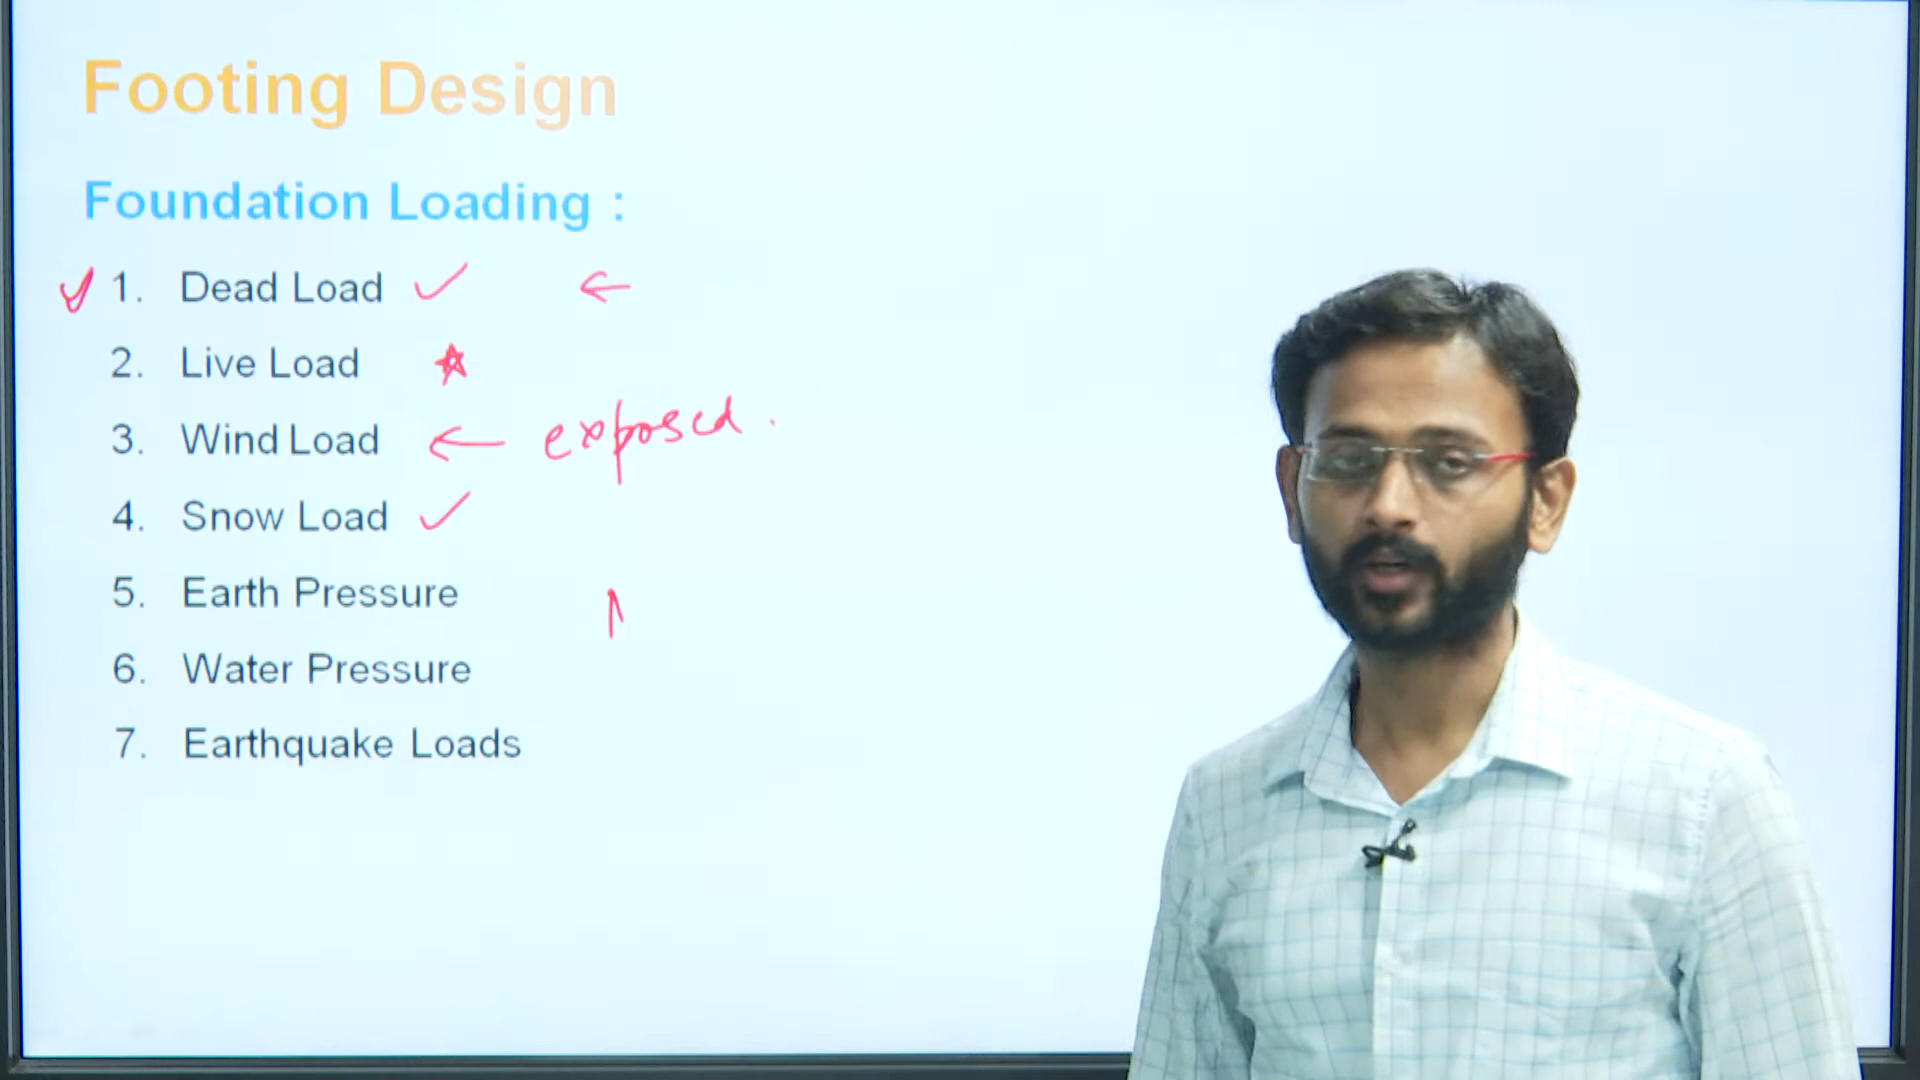 Footing Design
Foundation Loading :
1. Dead Load
2. Live Load
3. Wind Load ← exposed.
4. Snow Load
5. Earth Pressure
6. Water Pressure
7. Earthquake Loads